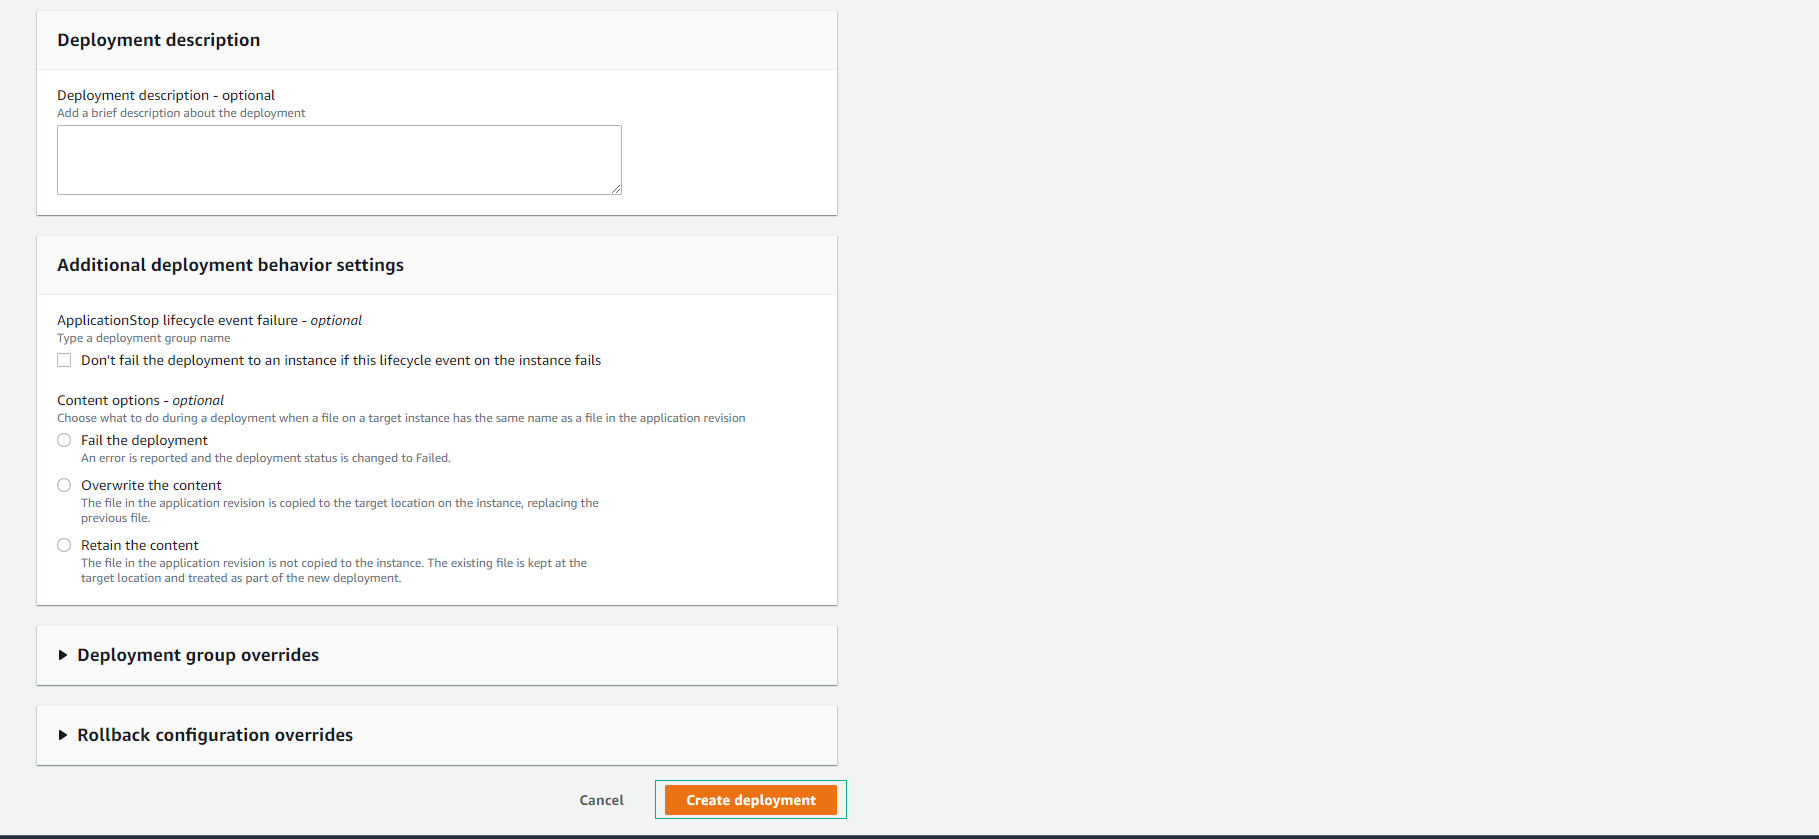 Deployment description
Deployment description - optional
Add a brief description about the deployment
Additional deployment behavior settings
ApplicationStop lifecycle event failure - optional
Type a deployment group name
Don't fail the deployment to an instance if this lifecycle event on the instance fails
Content options - optional
Choose what to do during a deployment when a file on a target instance has the same name as a file in the application revision
Fail the deployment
An error is reported and the deployment status is changed to Failed.
Overwrite the content
The file in the application revision is copied to the target location on the instance, replacing the
previous file.
Retain the content
The file in the application revision is not copied to the instance. The existing file is kept at the
target location and treated as part of the new deployment.
Deployment group overrides
Rollback configuration overrides
Cancel
Create deployment